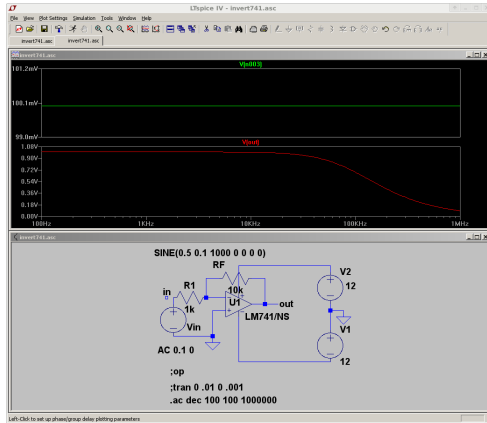 LTspice IV - invert741.asc
File View Plot Settings Simulation Tools Window Help
invert741.asc invert741.asc
invert741.asc
V(n003)
101.2mV
100.1mV
99.0mV
V(out)
1.08V
0.90V
0.72V
0.54V
0.36V
0.18V
0.00V
100Hz 1KHz 10KHz 100KHz 1MHz
invert741.asc
SINE(0.5 0.1 1000 0 0 0 0)
RF
10k
in
R1
1k
U1
out
LM741/NS
V2
12
V1
12
Vin
AC 0.1 0
;op
;tran 0 .01 0 .001
.ac dec 100 100 1000000
Left-Click to set up phase/group delay plotting parameters